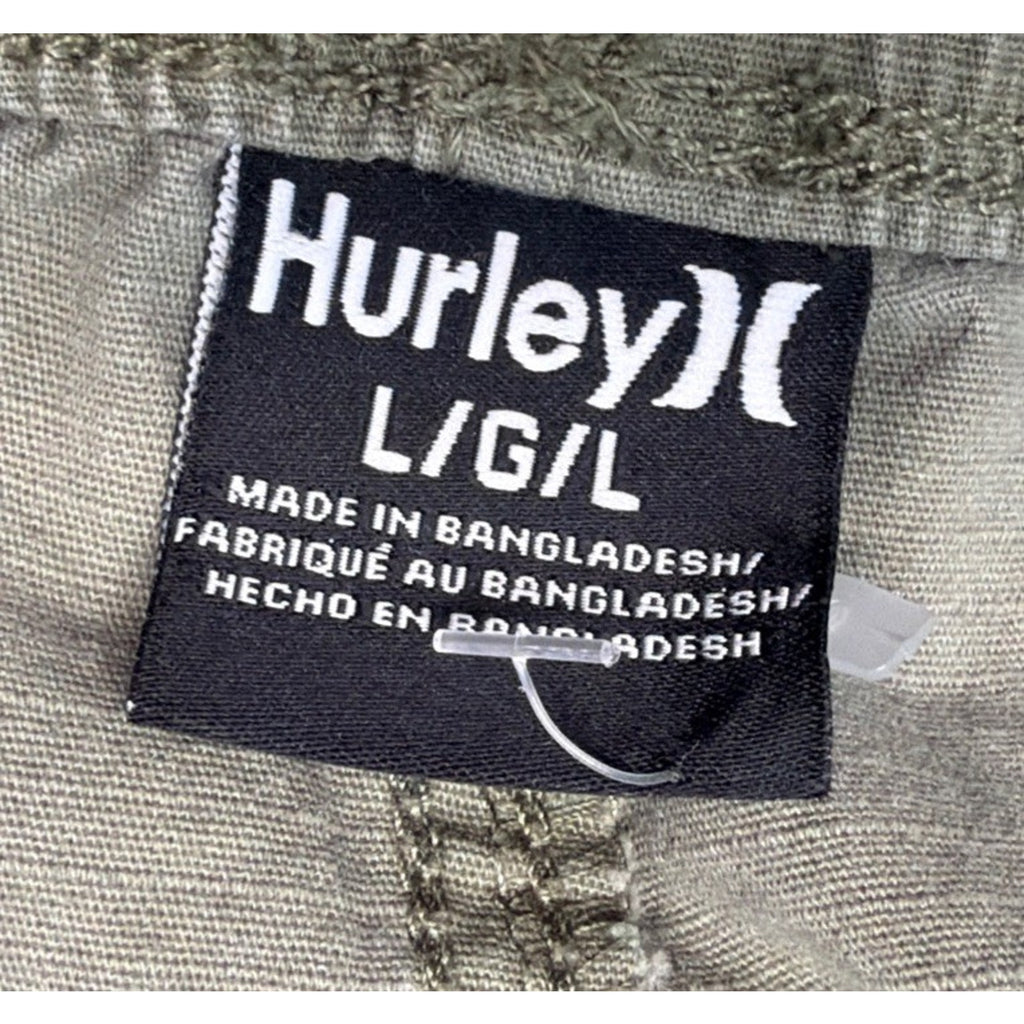 Hurley
L/G/L
MADE IN BANGLADESH/
FABRIQUÉ AU BANGLADESH/
HECHO EN BANGLADESH